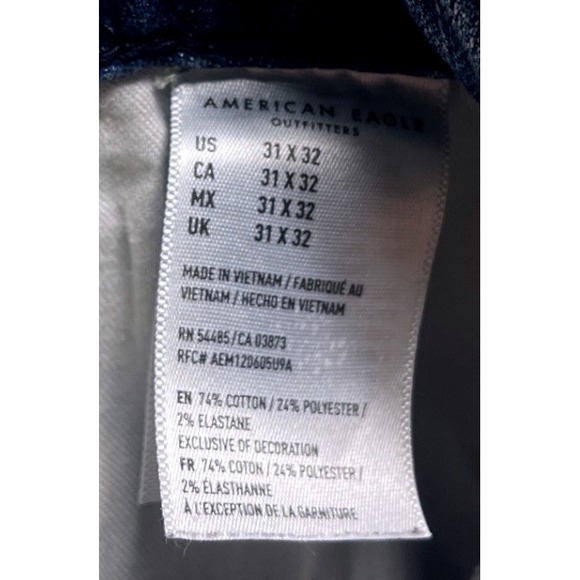 AMERICAN EAGLE
OUTFITTERS
US 31 X 32
CA 31 X 32
MX 31 X 32
UK 31 X 32
MADE IN VIETNAM / FABRIQUÉ AU
VIETNAM / HECHO EN VIETNAM
RN 54485 / CA 03873
RFC# AEM120605U9A
EN 74% COTTON / 24% POLYESTER /
2% ELASTANE
EXCLUSIVE OF DECORATION
FR 74% COTON / 24% POLYESTER /
2% ÉLASTHANNE
À L'EXCEPTION DE LA GARNITURE